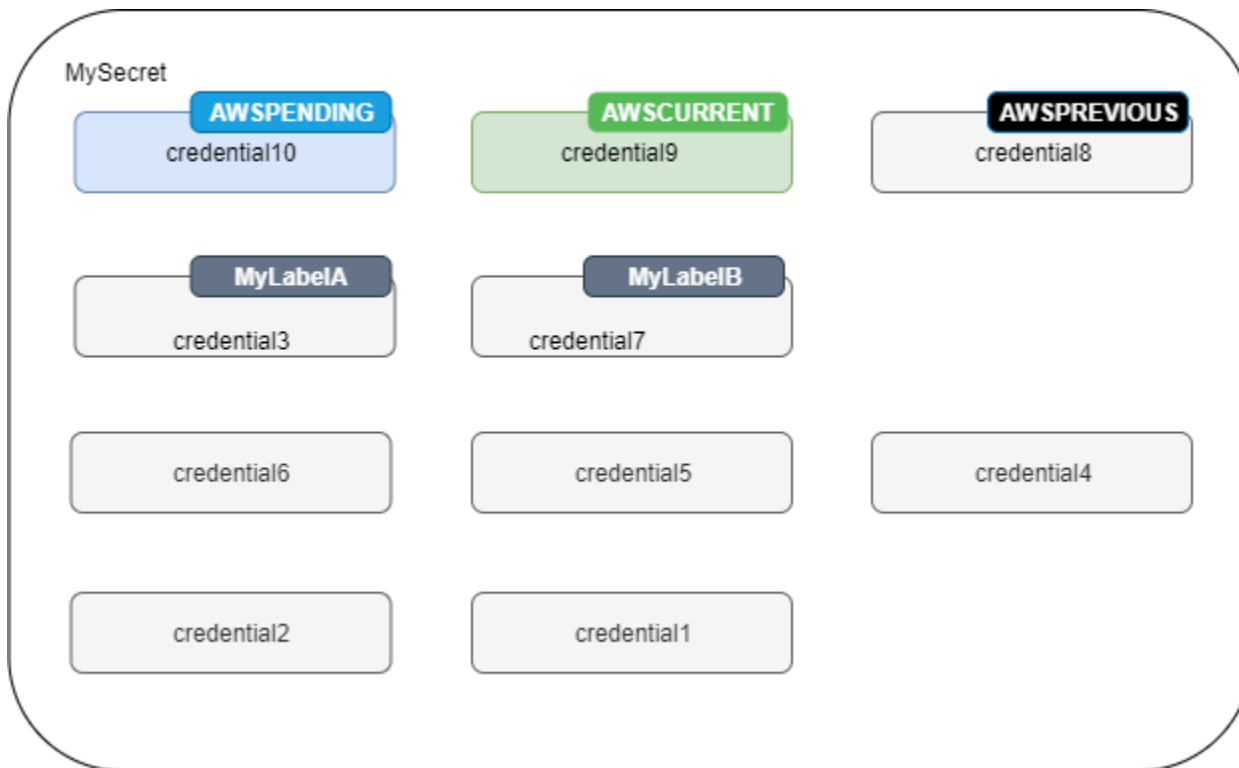 MySecret
AWSPENDING
credential10
AWSCURRENT
credential9
AWSPREVIOUS
credential8
MyLabelA
credential3
MyLabelB
credential7
credential6
credential5
credential4
credential2
credential1